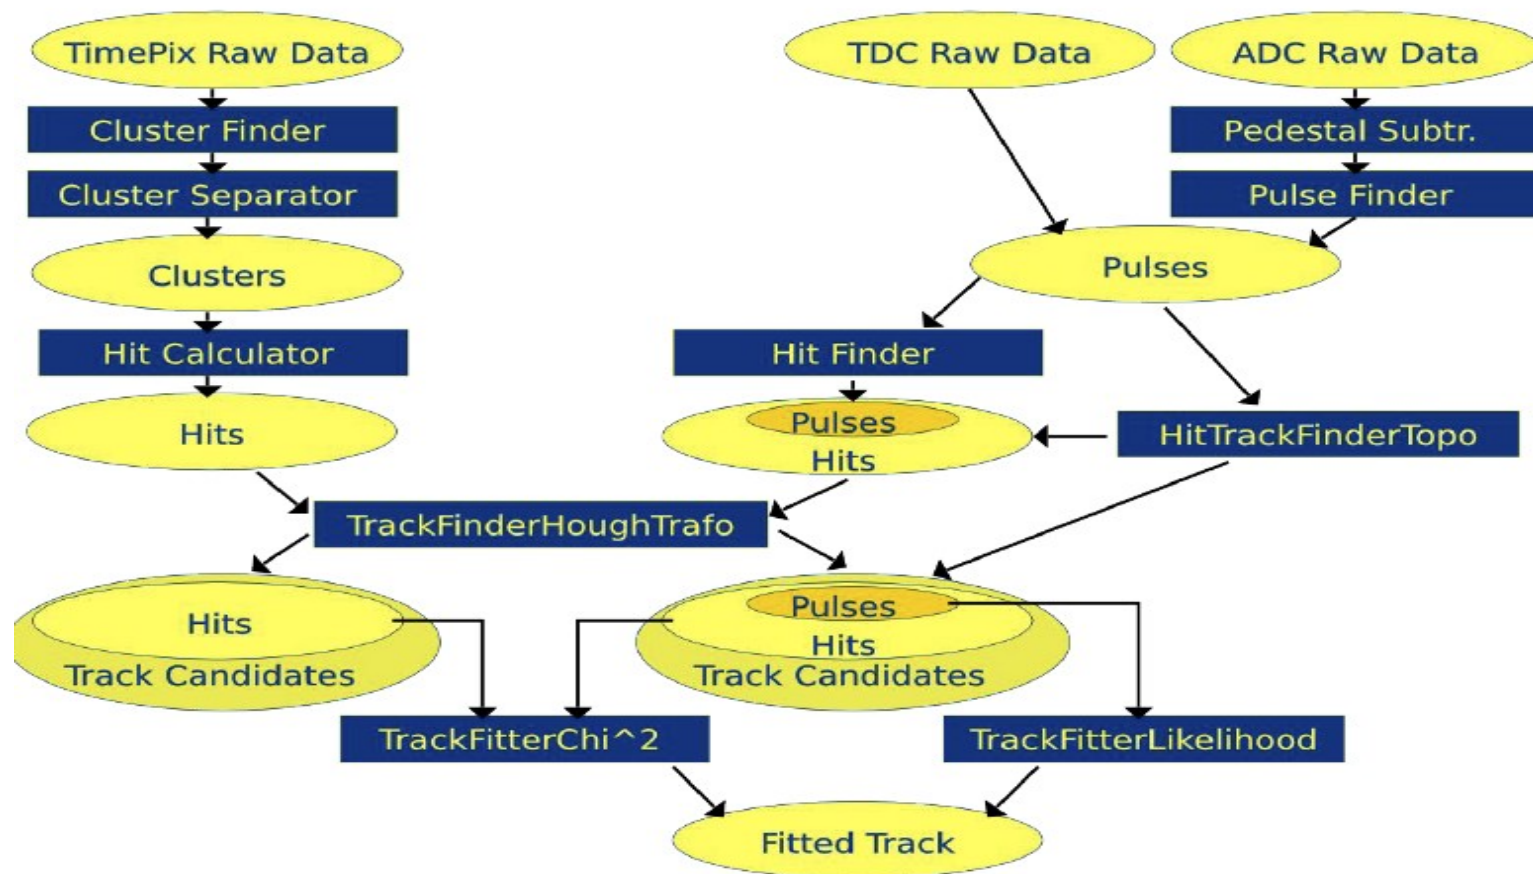 TimePix Raw Data
TDC Raw Data
ADC Raw Data
Cluster Finder
Pedestal Subtr.
Cluster Separator
Pulse Finder
Clusters
Pulses
Hit Calculator
Hit Finder
Hits
Pulses
Hits
HitTrackFinderTopo
TrackFinderHoughTrafo
Hits
Track Candidates
Pulses
Hits
Track Candidates
TrackFitterChi^2
TrackFitterLikelihood
Fitted Track